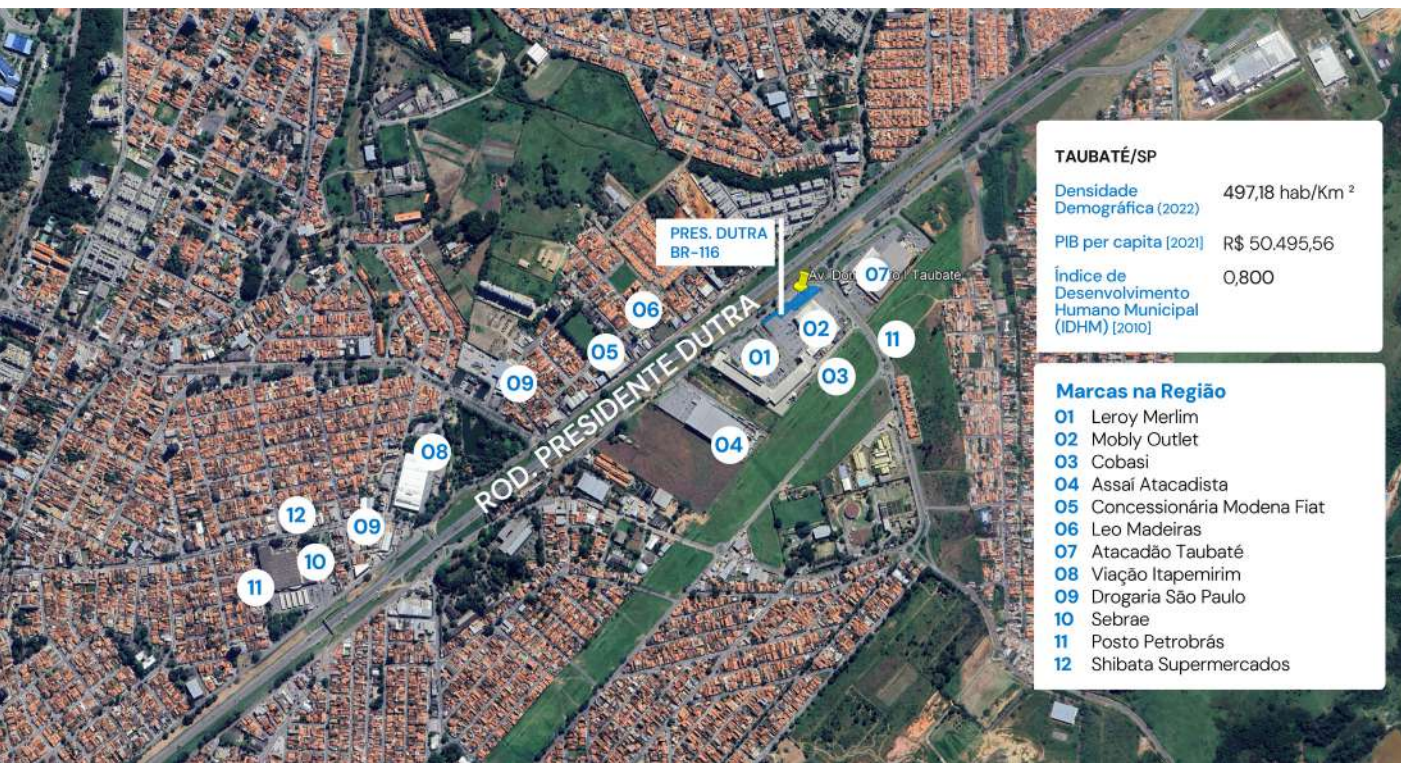 TAUBATÉ/SP
Densidade
Demográfica (2022)
497,18 hab/Km ²
PIB per capita [2021]
R$ 50.495,56
Índice de
Desenvolvimento
Humano Municipal
(IDHM) [2010]
0,800
PRES. DUTRA
BR-116
Av. Do
o I Taubate
07
06
02
01
11
05
03
09
ROD. PRESIDENTE DUTRA
04
08
12
09
10
11
Marcas na Região
01 Leroy Merlim
02 Mobly Outlet
03 Cobasi
04 Assaí Atacadista
05 Concessionária Modena Fiat
06 Leo Madeiras
07 Atacadão Taubaté
08 Viação Itapemirim
09 Drogaria São Paulo
10 Sebrae
11 Posto Petrobrás
12 Shibata Supermercados